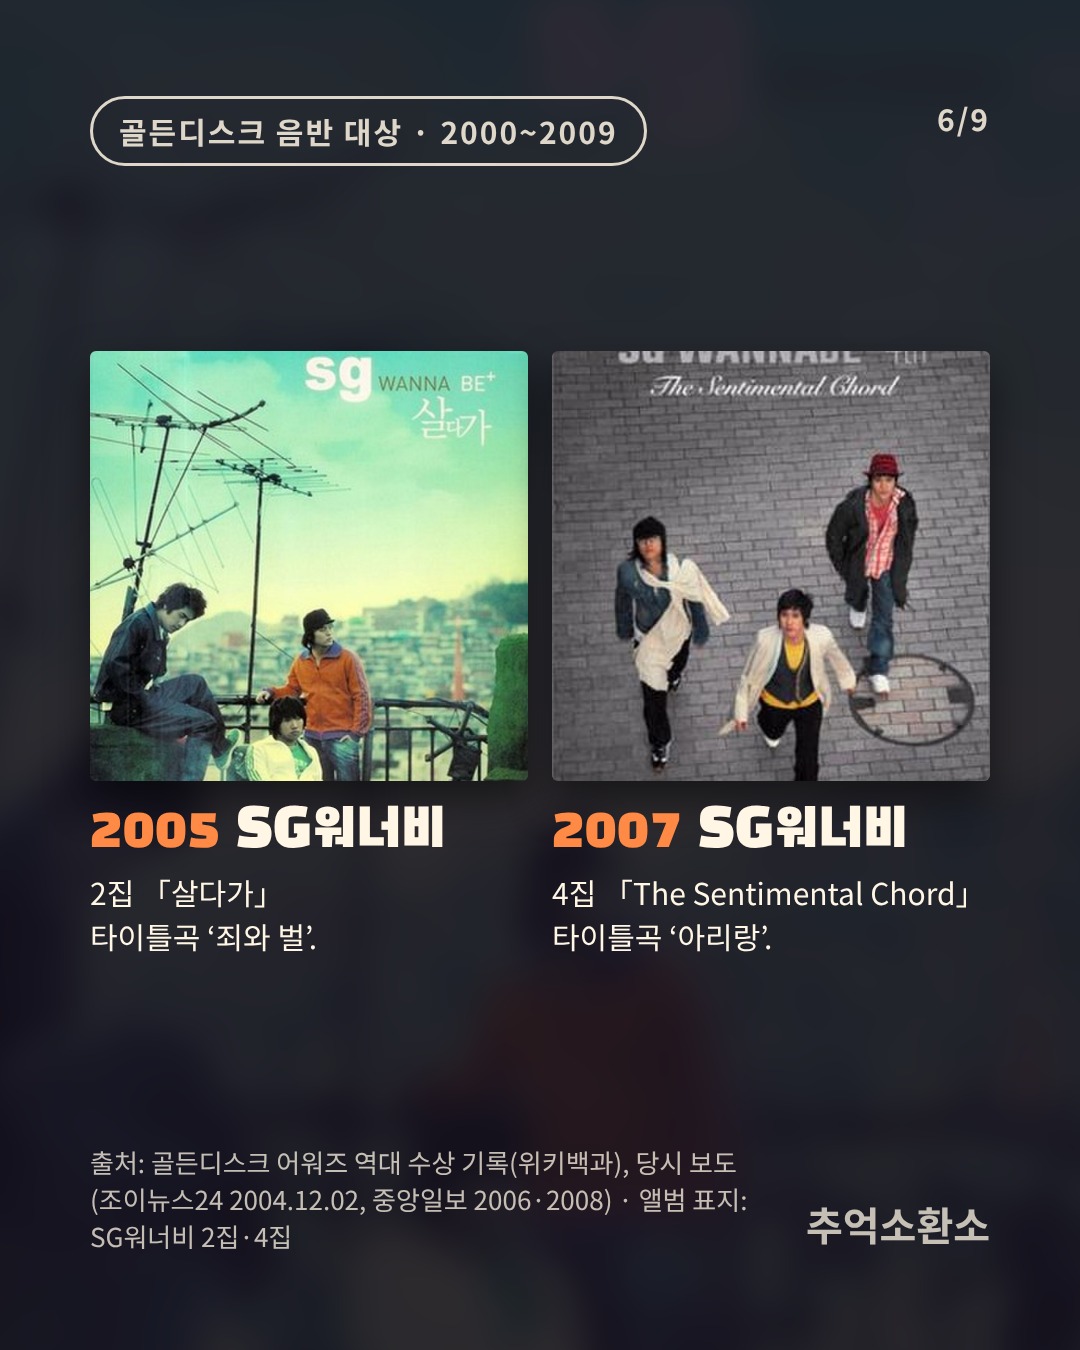 골든디스크 음반 대상 · 2000~2009
6/9
sg WANNA BE+
살다가
SG WANNABE
The Sentimental Chord
2005 SG워너비
2집 「살다가」
타이틀곡 ‘죄와 벌’.
2007 SG워너비
4집 「The Sentimental Chord」
타이틀곡 ‘아리랑’.
출처: 골든디스크 어워즈 역대 수상 기록(위키백과), 당시 보도
(조이뉴스24 2004.12.02, 중앙일보 2006·2008) · 앨범 표지:
SG워너비 2집·4집
추억소환소